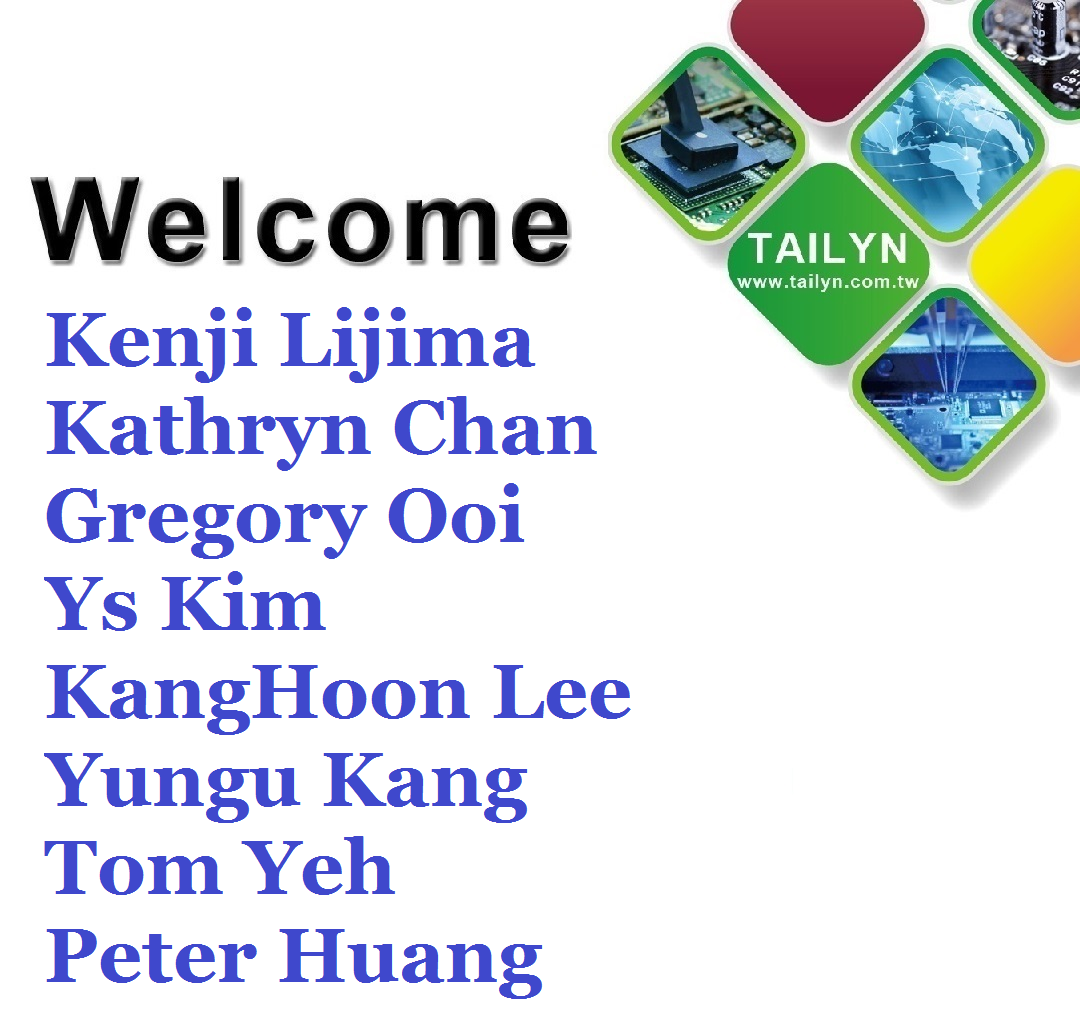 Welcome
TAILYN
www.tailyn.com.tw
Kenji Lijima
Kathryn Chan
Gregory Ooi
Ys Kim
KangHoon Lee
Yungu Kang
Tom Yeh
Peter Huang